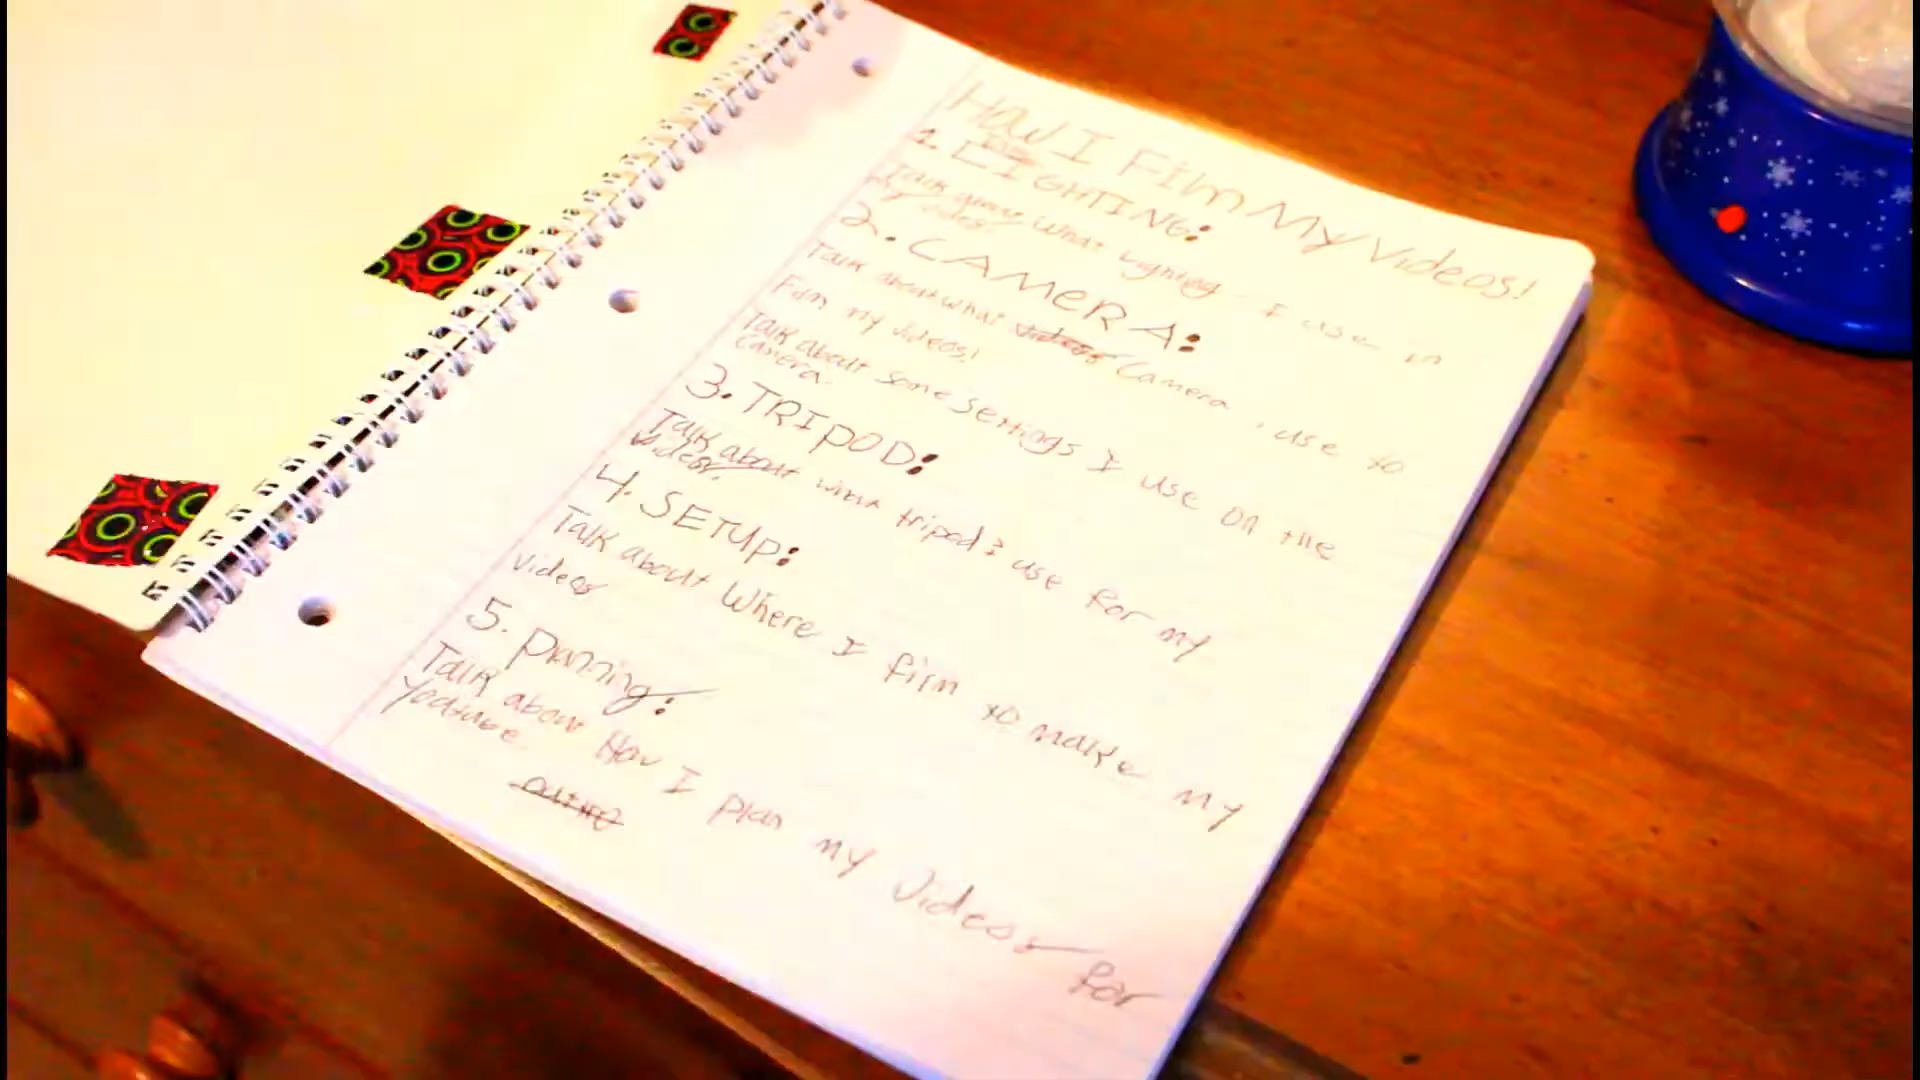 How I Film My Videos!
1. LIGHTING:
Talk about what lighting I use in
my videos
2. CAMERA:
Talk about what videos Camera I use to
Film my videos!
Talk about some settings I use on the
Camera.
3. TRIPOD:
Talk about what tripod I use for my
videos.
4. SETUP:
Talk about Where I film to make my
videos
5. Planning:
Talk about How I plan my videos for
Youtube